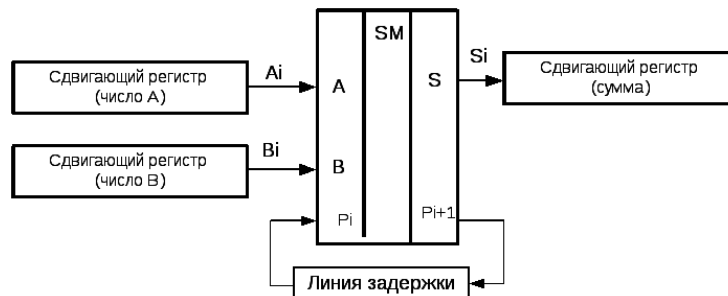 SM
Сдвигающий регистр
(число А)
Ai
A
S
Si
Сдвигающий регистр
(сумма)
Сдвигающий регистр
(число В)
Bi
B
Pi
Pi+1
Линия задержки